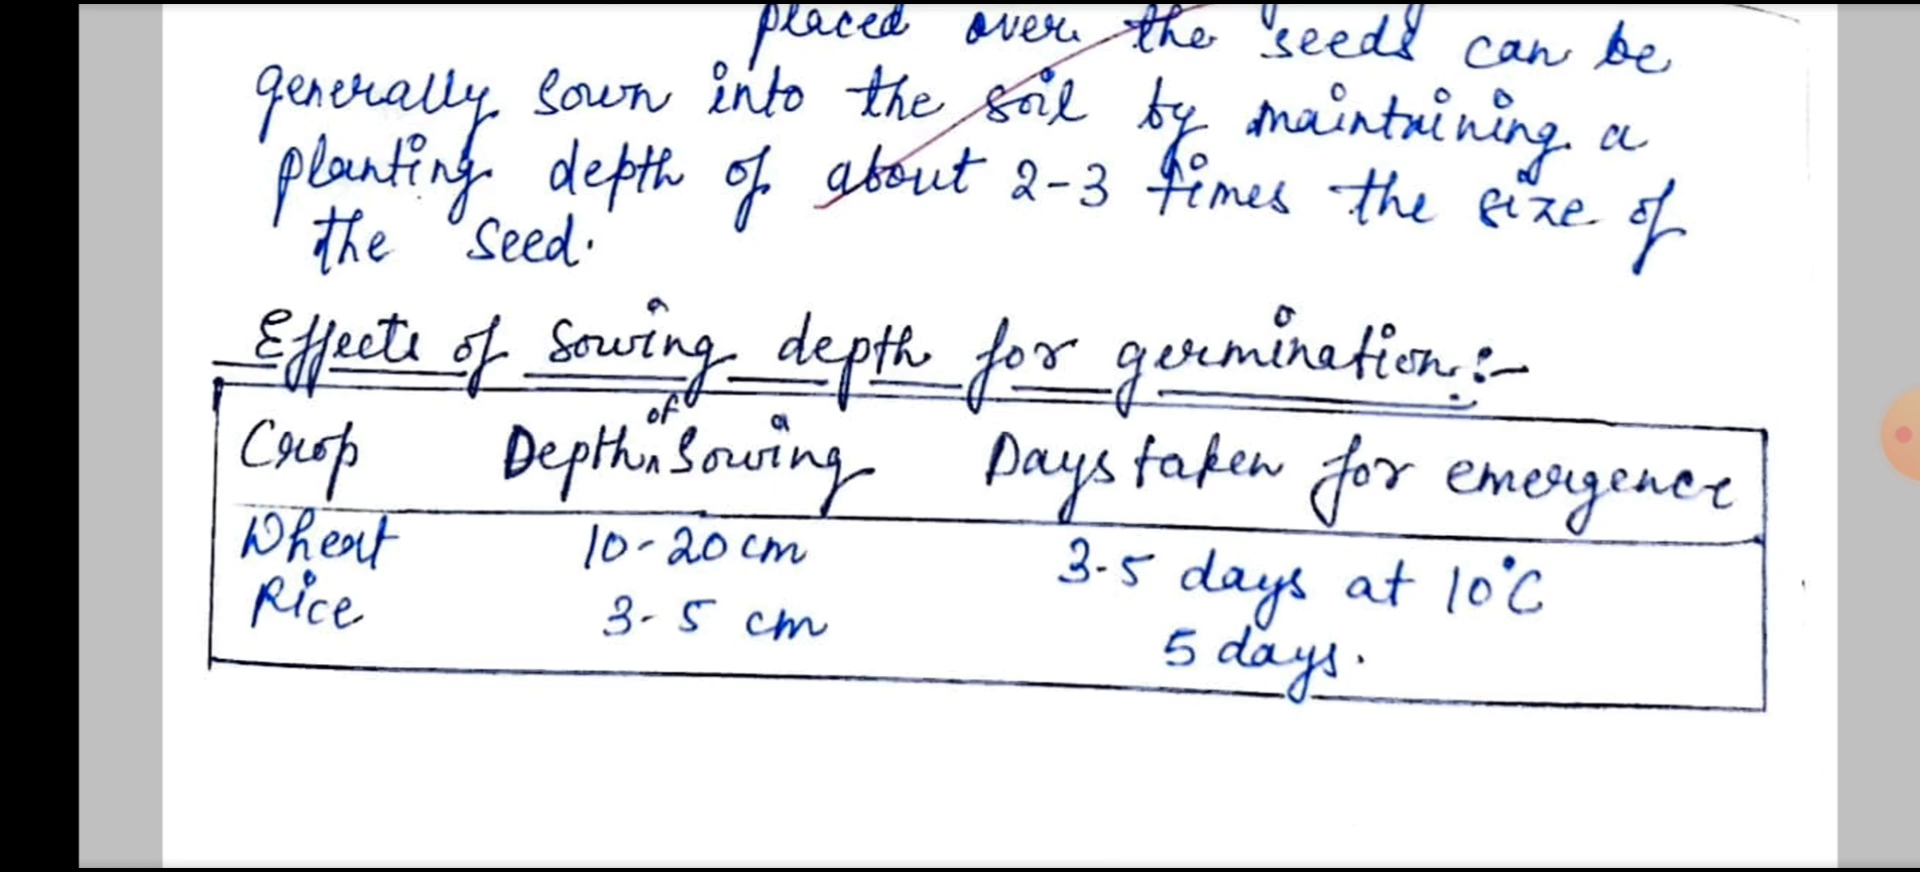 placed over the seeds can be
generally sown into the soil by maintaining a
planting depth of about 2-3 times the size of
the seed.
Effects of sowing depth for germination:-
Crop Depth of Sowing Days taken for emergence
Wheat 10-20 cm 3-5 days at 10°C
Rice 3-5 cm 5 days.